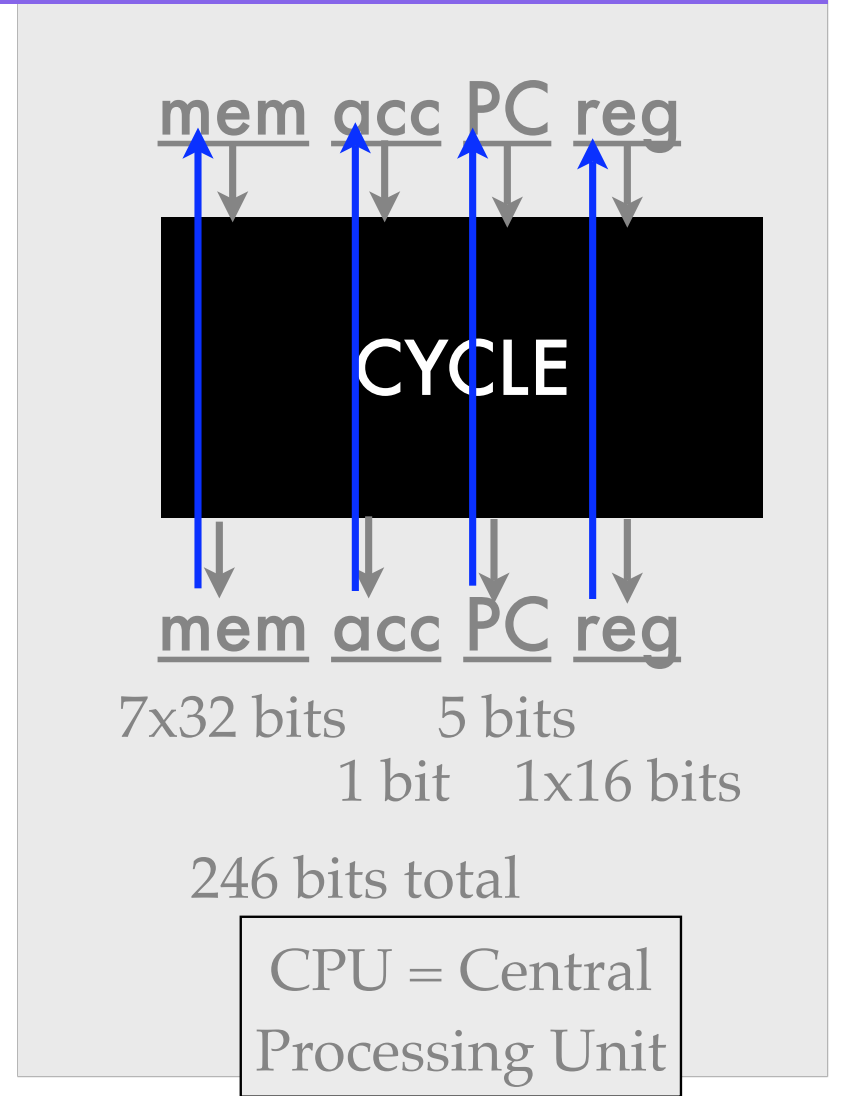 mem acc PC reg
CYCLE
mem acc PC reg
7x32 bits 5 bits
1 bit 1x16 bits
246 bits total
CPU = Central
Processing Unit